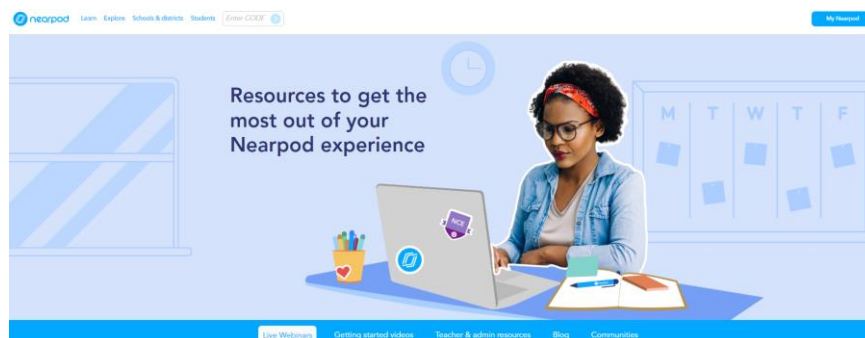 nearpod Learn Explore Schools & districts Students Enter CODE My Nearpod
Resources to get the
most out of your
Nearpod experience
M T W T F
NCE
Live Webinars Getting started videos Teacher & admin resources Blog Communities